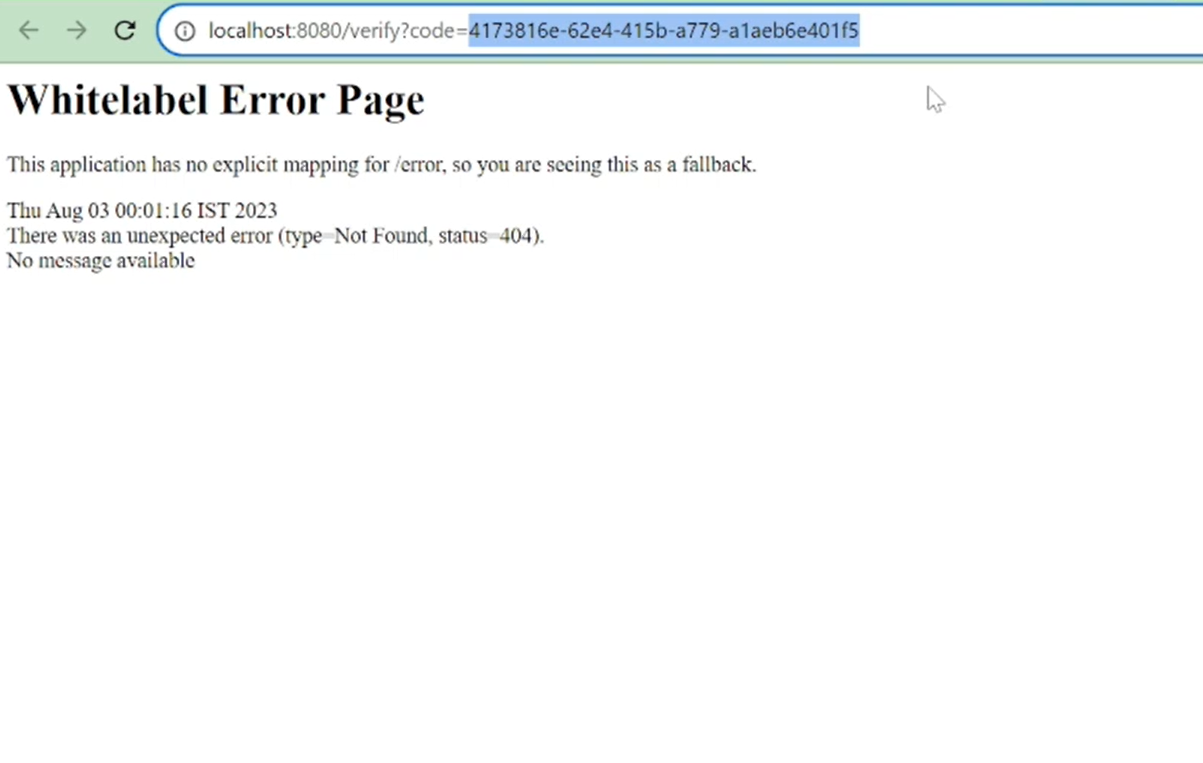 localhost:8080/verify?code=4173816e-62e4-415b-a779-a1aeb6e401f5
Whitelabel Error Page
This application has no explicit mapping for /error, so you are seeing this as a fallback.
Thu Aug 03 00:01:16 IST 2023
There was an unexpected error (type=Not Found, status=404).
No message available